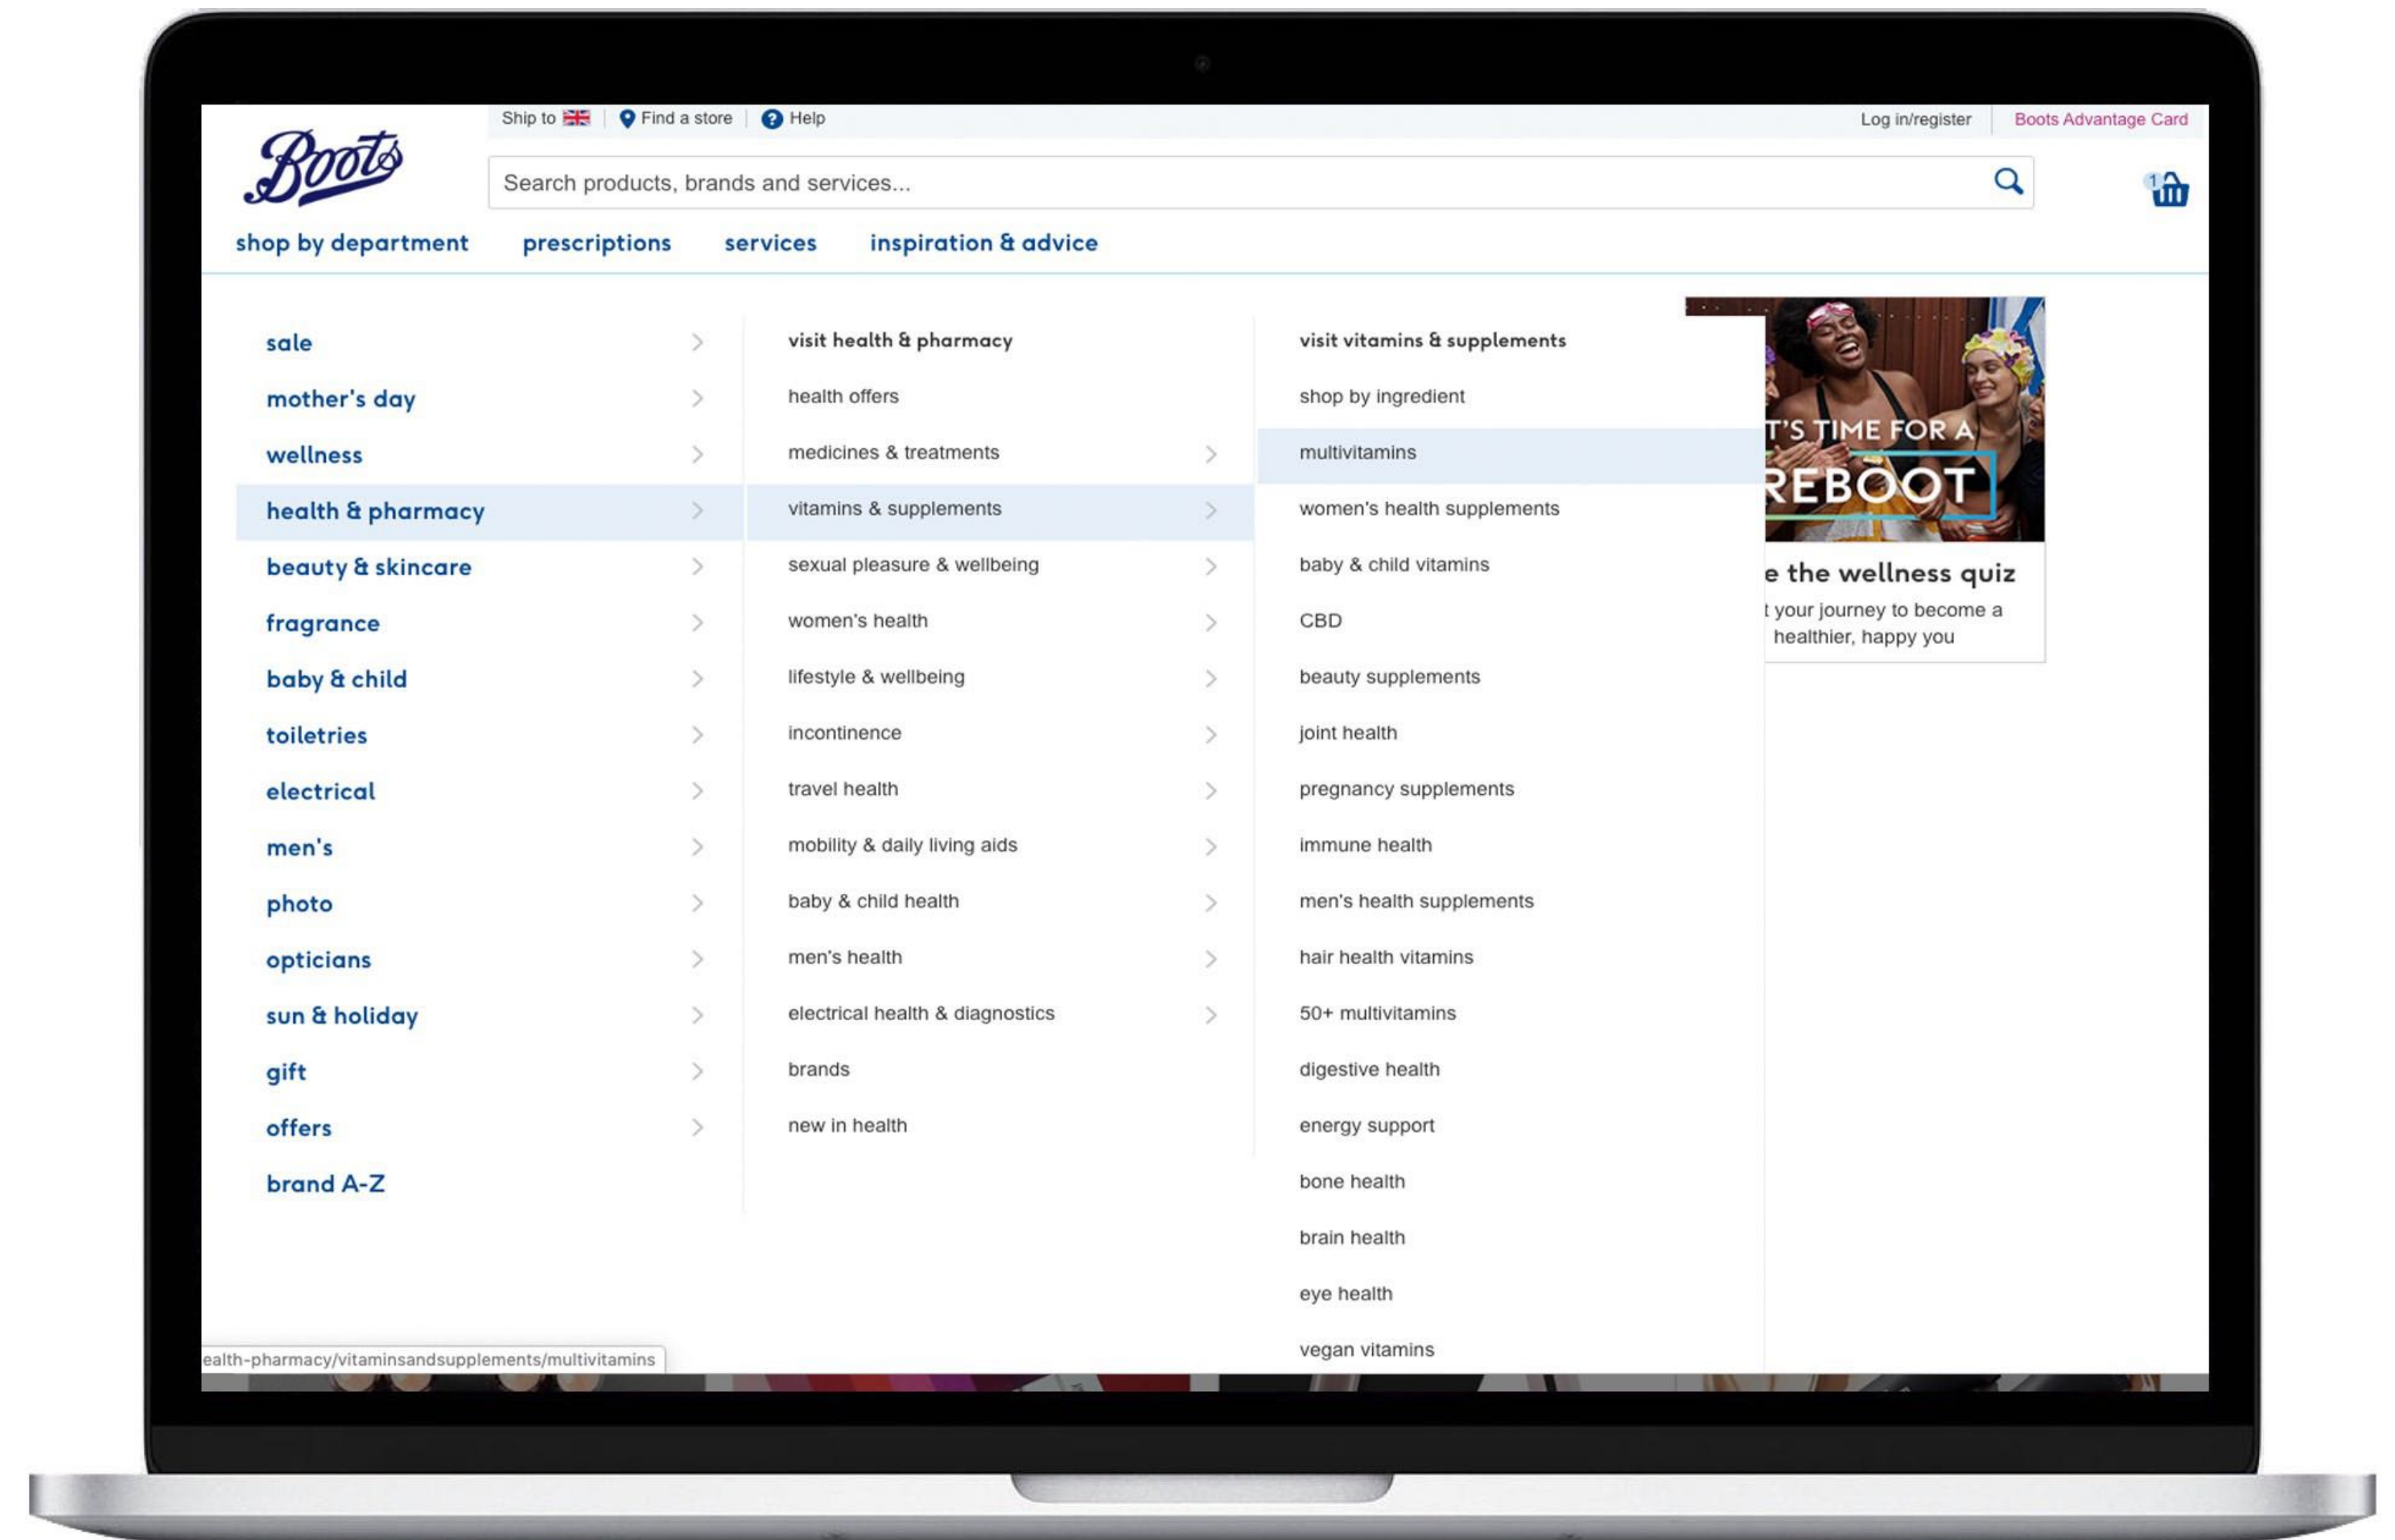 Boots
Ship to
Find a store
? Help
Log in/register
Boots Advantage Card
Search products, brands and services...
1
shop by department
prescriptions
services
inspiration & advice
sale
mother's day
wellness
health & pharmacy
beauty & skincare
fragrance
baby & child
toiletries
electrical
men's
photo
opticians
sun & holiday
gift
offers
brand A-Z
visit health & pharmacy
health offers
medicines & treatments
vitamins & supplements
sexual pleasure & wellbeing
women's health
lifestyle & wellbeing
incontinence
travel health
mobility & daily living aids
baby & child health
men's health
electrical health & diagnostics
brands
new in health
visit vitamins & supplements
shop by ingredient
multivitamins
women's health supplements
baby & child vitamins
CBD
beauty supplements
joint health
pregnancy supplements
immune health
men's health supplements
hair health vitamins
50+ multivitamins
digestive health
energy support
bone health
brain health
eye health
vegan vitamins
T'S TIME FOR A
REBOOT
e the wellness quiz
t your journey to become a
healthier, happy you
ealth-pharmacy/vitaminsandsupplements/multivitamins